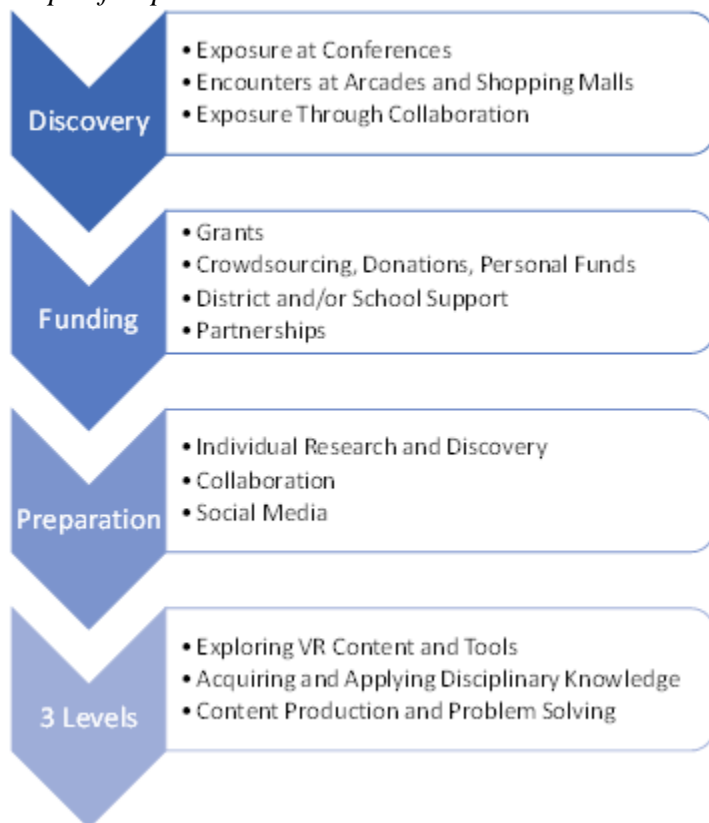 Discovery
• Exposure at Conferences
• Encounters at Arcades and Shopping Malls
• Exposure Through Collaboration
Funding
• Grants
• Crowdsourcing, Donations, Personal Funds
• District and/or School Support
• Partnerships
Preparation
• Individual Research and Discovery
• Collaboration
• Social Media
3 Levels
• Exploring VR Content and Tools
• Acquiring and Applying Disciplinary Knowledge
• Content Production and Problem Solving